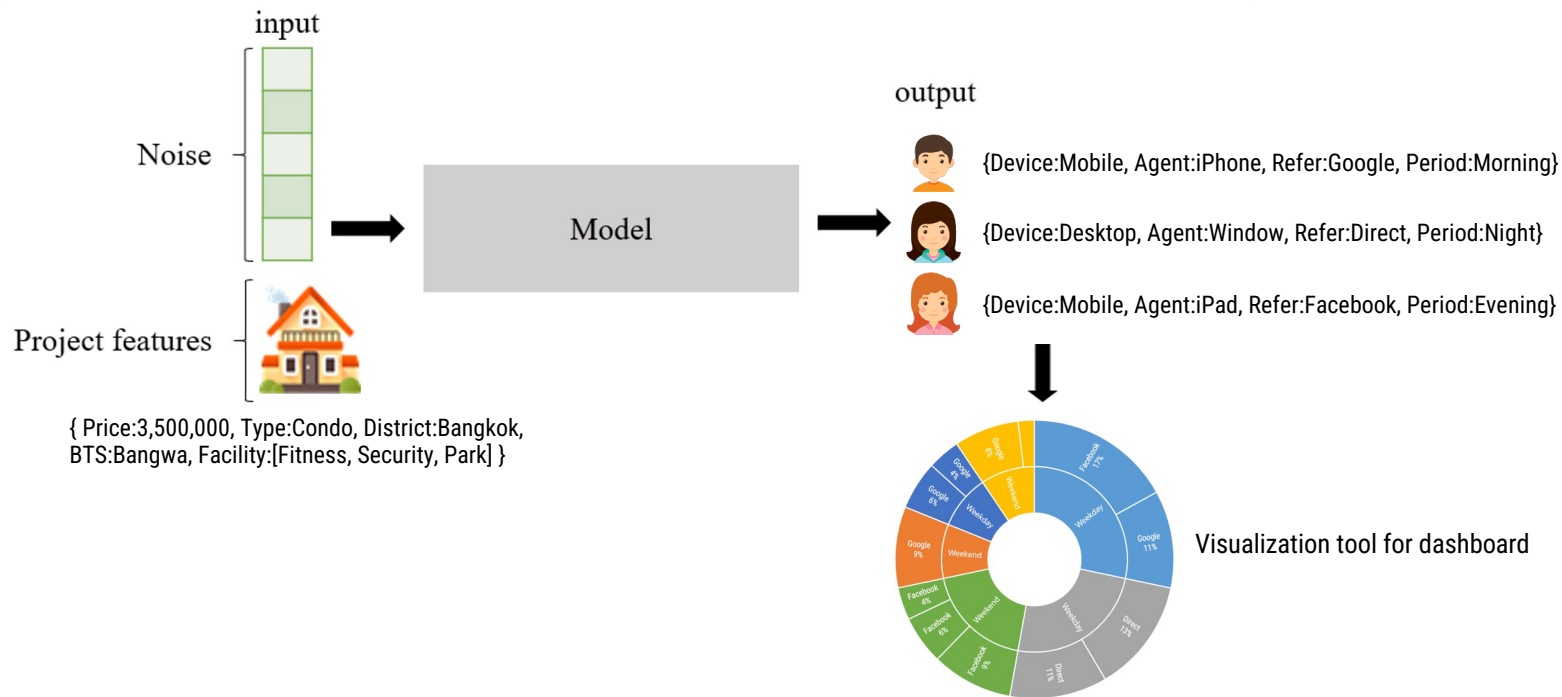 input
Noise
Project features
{ Price:3,500,000, Type:Condo, District:Bangkok,
BTS:Bangwa, Facility:[Fitness, Security, Park] }
Model
output
{Device:Mobile, Agent:iPhone, Refer:Google, Period:Morning}
{Device:Desktop, Agent:Window, Refer:Direct, Period:Night}
{Device:Mobile, Agent:iPad, Refer:Facebook, Period:Evening}
Facebook
17%
Google
11%
Weekday
Direct
13%
Direct
11%
Weekday
Facebook
9%
Facebook
6%
Facebook
4%
Weekend
Google
9%
Weekend
Google
6%
Google
4%
Weekday
Google
8%
Weekend
Visualization tool for dashboard